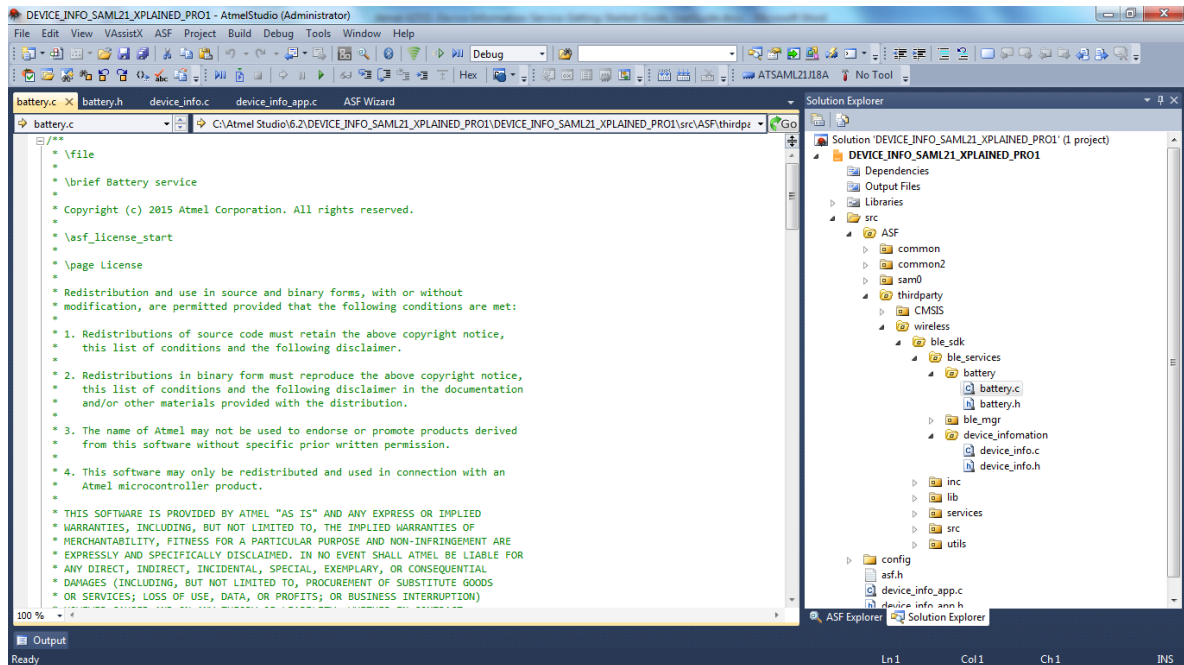 DEVICE_INFO_SAML21_XPLAINED_PRO1 - AtmelStudio (Administrator)
File Edit View VAssistX ASF Project Build Debug Tools Window Help
Debug
Hex
ATSAML21J18A No Tool
battery.c battery.h device_info.c device_info_app.c ASF Wizard
battery.c
C:\Atmel Studio\6.2\DEVICE_INFO_SAML21_XPLAINED_PRO1\DEVICE_INFO_SAML21_XPLAINED_PRO1\src\ASF\thirdpa
Go
/**
* \file
*
* \brief Battery service
*
* Copyright (c) 2015 Atmel Corporation. All rights reserved.
*
* \asf_license_start
*
* \page License
*
* Redistribution and use in source and binary forms, with or without
* modification, are permitted provided that the following conditions are met:
*
* 1. Redistributions of source code must retain the above copyright notice,
* this list of conditions and the following disclaimer.
*
* 2. Redistributions in binary form must reproduce the above copyright notice,
* this list of conditions and the following disclaimer in the documentation
* and/or other materials provided with the distribution.
*
* 3. The name of Atmel may not be used to endorse or promote products derived
* from this software without specific prior written permission.
*
* 4. This software may only be redistributed and used in connection with an
* Atmel microcontroller product.
*
* THIS SOFTWARE IS PROVIDED BY ATMEL "AS IS" AND ANY EXPRESS OR IMPLIED
* WARRANTIES, INCLUDING, BUT NOT LIMITED TO, THE IMPLIED WARRANTIES OF
* MERCHANTABILITY, FITNESS FOR A PARTICULAR PURPOSE AND NON-INFRINGEMENT ARE
* EXPRESSLY AND SPECIFICALLY DISCLAIMED. IN NO EVENT SHALL ATMEL BE LIABLE FOR
* ANY DIRECT, INDIRECT, INCIDENTAL, SPECIAL, EXEMPLARY, OR CONSEQUENTIAL
* DAMAGES (INCLUDING, BUT NOT LIMITED TO, PROCUREMENT OF SUBSTITUTE GOODS
* OR SERVICES; LOSS OF USE, DATA, OR PROFITS; OR BUSINESS INTERRUPTION)
100 %
Solution Explorer
Solution 'DEVICE_INFO_SAML21_XPLAINED_PRO1' (1 project)
DEVICE_INFO_SAML21_XPLAINED_PRO1
Dependencies
Output Files
Libraries
src
ASF
common
common2
sam0
thirdparty
CMSIS
wireless
ble_sdk
ble_services
battery
battery.c
battery.h
ble_mgr
device_infomation
device_info.c
device_info.h
inc
lib
services
src
utils
config
asf.h
device_info_app.c
device_info_app.h
ASF Explorer Solution Explorer
Output
Ready Ln 1 Col 1 Ch 1 INS